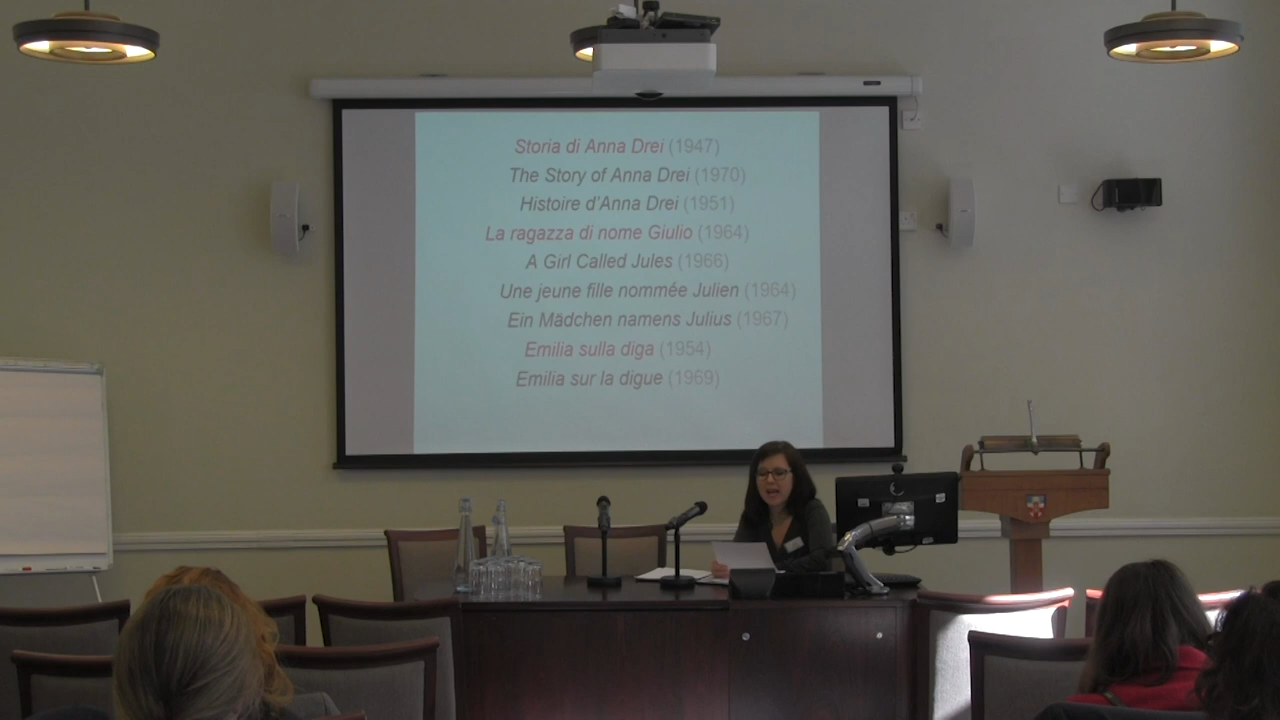 Storia di Anna Drei (1947)
The Story of Anna Drei (1970)
Histoire d'Anna Drei (1951)
La ragazza di nome Giulio (1964)
A Girl Called Jules (1966)
Une jeune fille nommée Julien (1964)
Ein Mädchen namens Julius (1967)
Emilia sulla diga (1954)
Emilia sur la digue (1969)